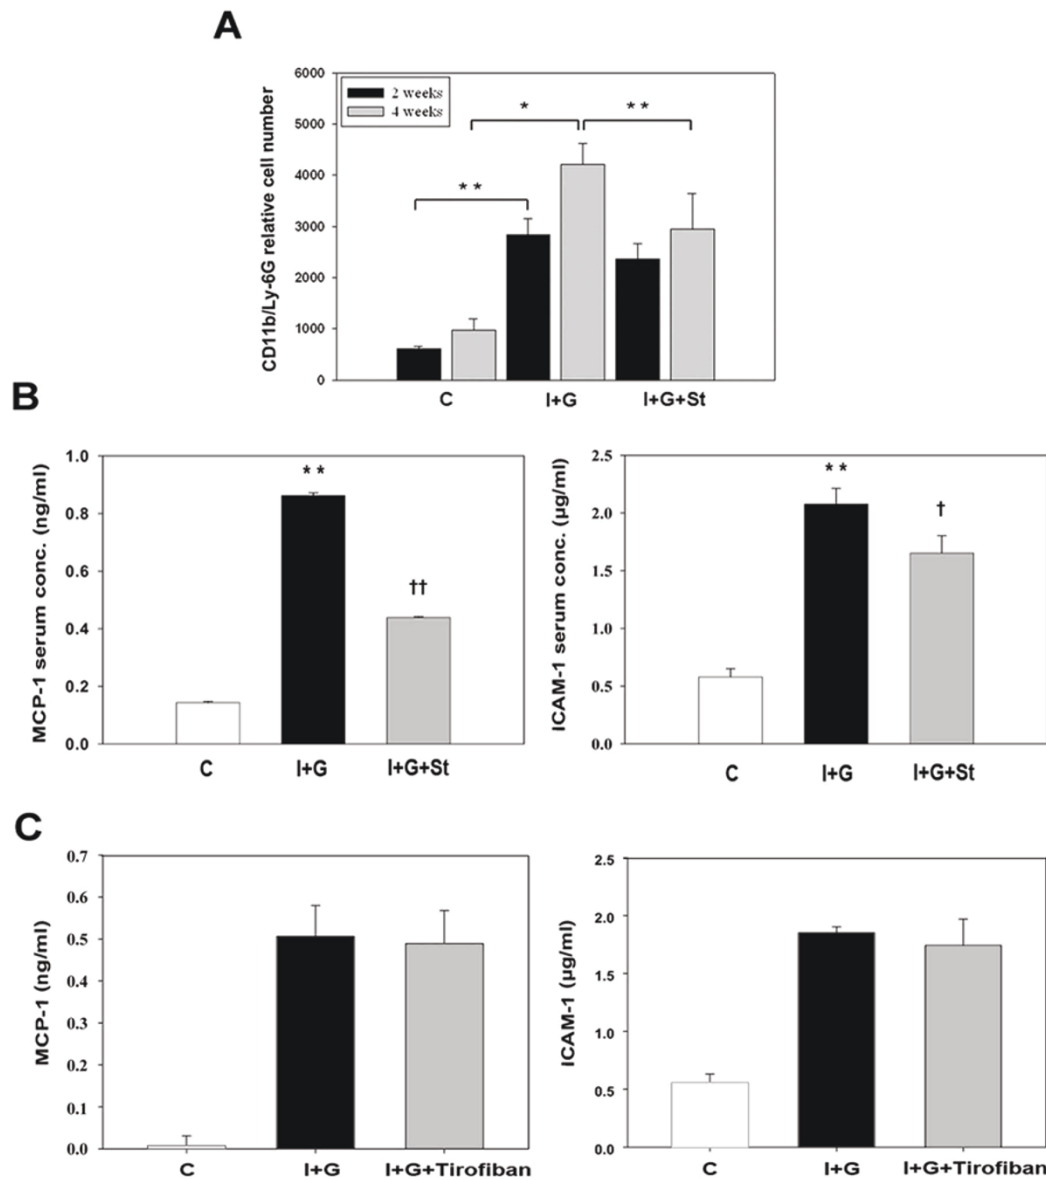 A
CD11b/Ly-6G relative cell number
6000
5000
4000
3000
2000
1000
0
2 weeks
4 weeks
*
* *
* *
C
I+G
I+G+St
B
MCP-1 serum conc. (ng/ml)
1.0
0.8
0.6
0.4
0.2
0.0
* *
††
C
I+G
I+G+St
ICAM-1 serum conc. (µg/ml)
2.5
2.0
1.5
1.0
0.5
0.0
* *
†
C
I+G
I+G+St
C
MCP-1 (ng/ml)
0.7
0.6
0.5
0.4
0.3
0.2
0.1
0.0
C
I+G
I+G+Tirofiban
ICAM-1 (µg/ml)
2.5
2.0
1.5
1.0
0.5
0.0
C
I+G
I+G+Tirofiban